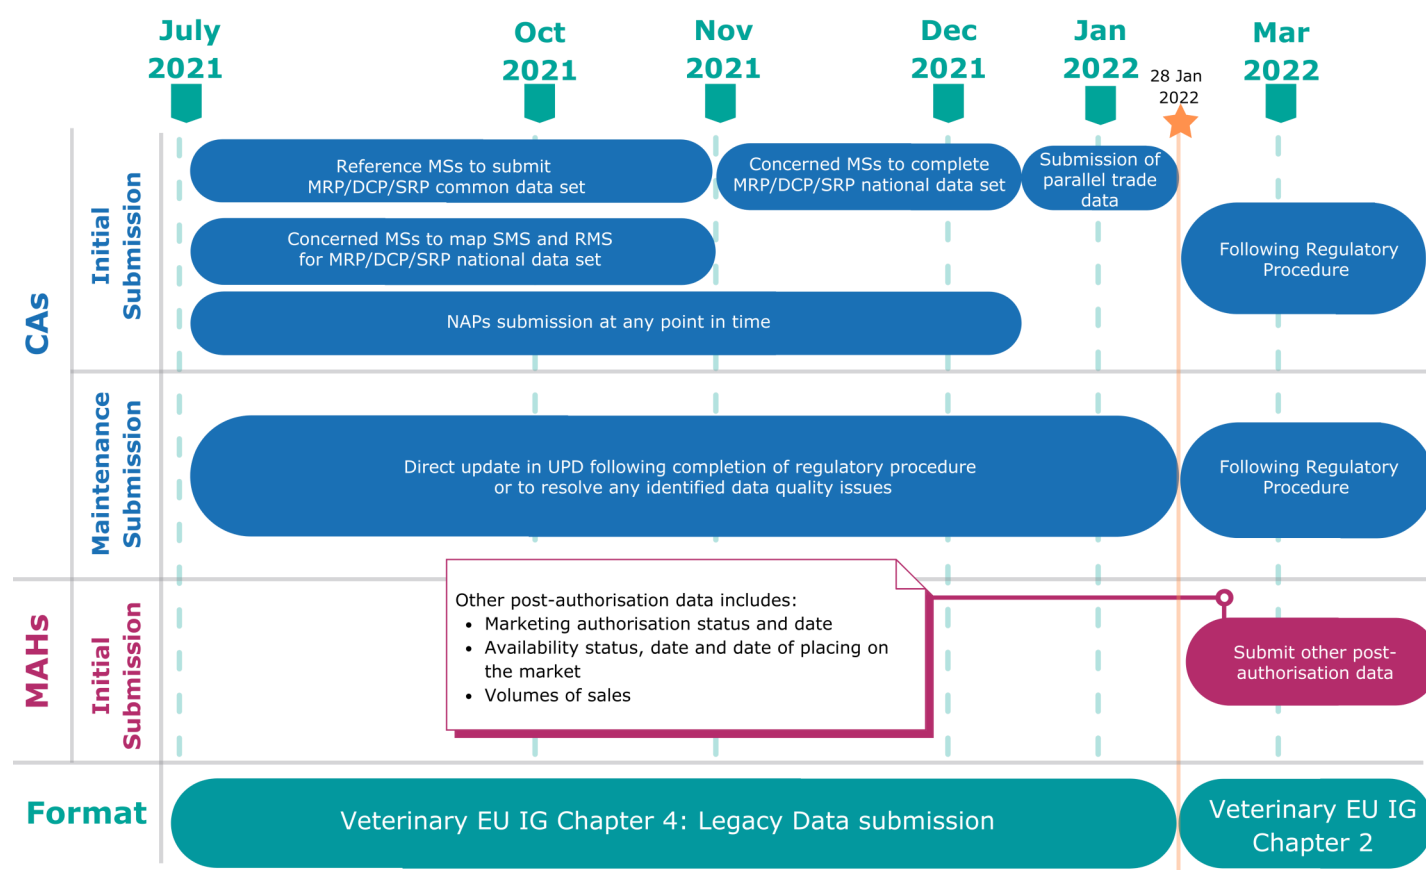 July
2021
Oct
2021
Nov
2021
Dec
2021
Jan
2022
28 Jan
2022
Mar
2022
CAs
Initial
Submission
Reference MSs to submit
MRP/DCP/SRP common data set
Concerned MSs to complete
MRP/DCP/SRP national data set
Submission of
parallel trade
data
Concerned MSs to map SMS and RMS
for MRP/DCP/SRP national data set
Following Regulatory
Procedure
NAPs submission at any point in time
Maintenance
Submission
Direct update in UPD following completion of regulatory procedure
or to resolve any identified data quality issues
Following Regulatory
Procedure
MAHs
Initial
Submission
Other post-authorisation data includes:
• Marketing authorisation status and date
• Availability status, date and date of placing on
the market
• Volumes of sales
Submit other post-
authorisation data
Format
Veterinary EU IG Chapter 4: Legacy Data submission
Veterinary EU IG
Chapter 2